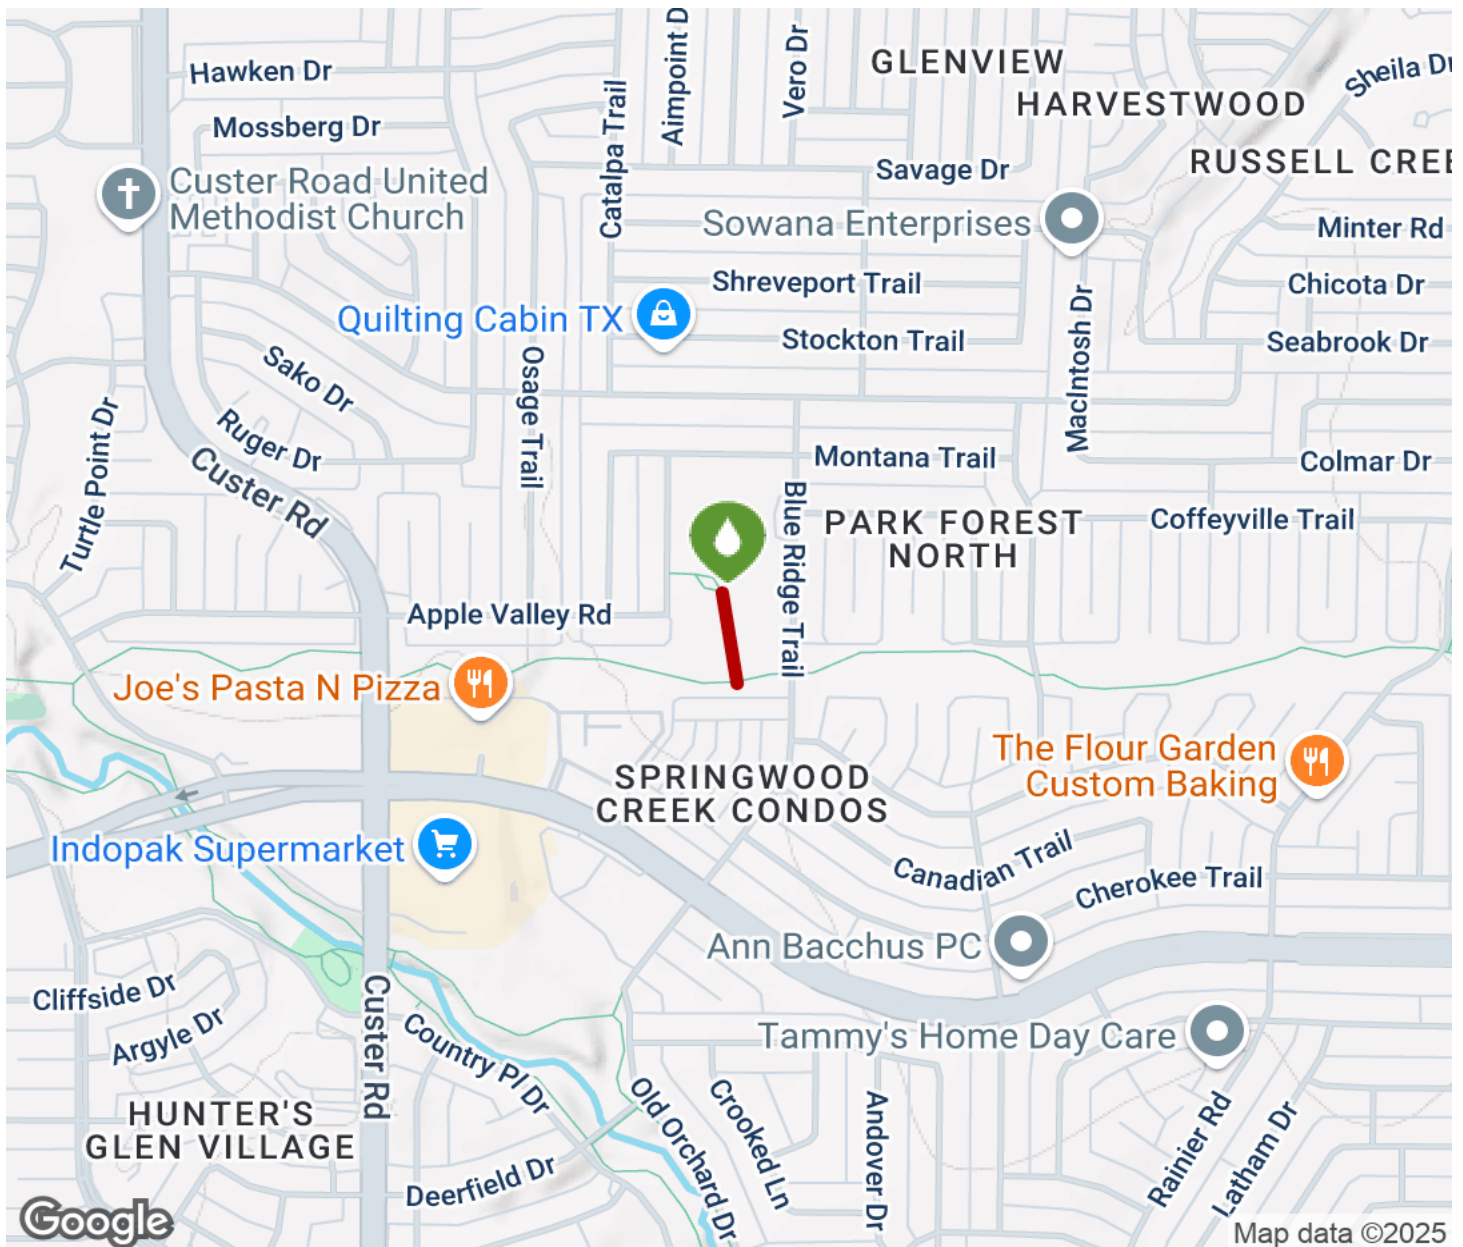 GLENVIEW
HARVESTWOOD
Sheila Dr
Hawken Dr
Mossberg Dr
Catalpa Trail
Aimpoint D
Vero Dr
Savage Dr
RUSSELL CREE
Custer Road United
Methodist Church
Sowana Enterprises
Minter Rd
Shreveport Trail
Chicota Dr
Quilting Cabin TX
Stockton Trail
Seabrook Dr
MacIntosh Dr
Sako Dr
Osage Trail
Turtle Point Dr
Ruger Dr
Custer Rd
Montana Trail
Colmar Dr
Blue Ridge Trail
PARK FOREST
NORTH
Coffeyville Trail
Apple Valley Rd
Joe's Pasta N Pizza
SPRINGWOOD
CREEK CONDOS
The Flour Garden
Custom Baking
Indopak Supermarket
Canadian Trail
Cherokee Trail
Ann Bacchus PC
Cliffside Dr
Argyle Dr
Custer Rd
Country Pl Dr
Tammy's Home Day Care
HUNTER'S
GLEN VILLAGE
Old Orchard Dr
Crooked Ln
Andover Dr
Rainier Rd
Latham Dr
Deerfield Dr
Google
Map data ©2025